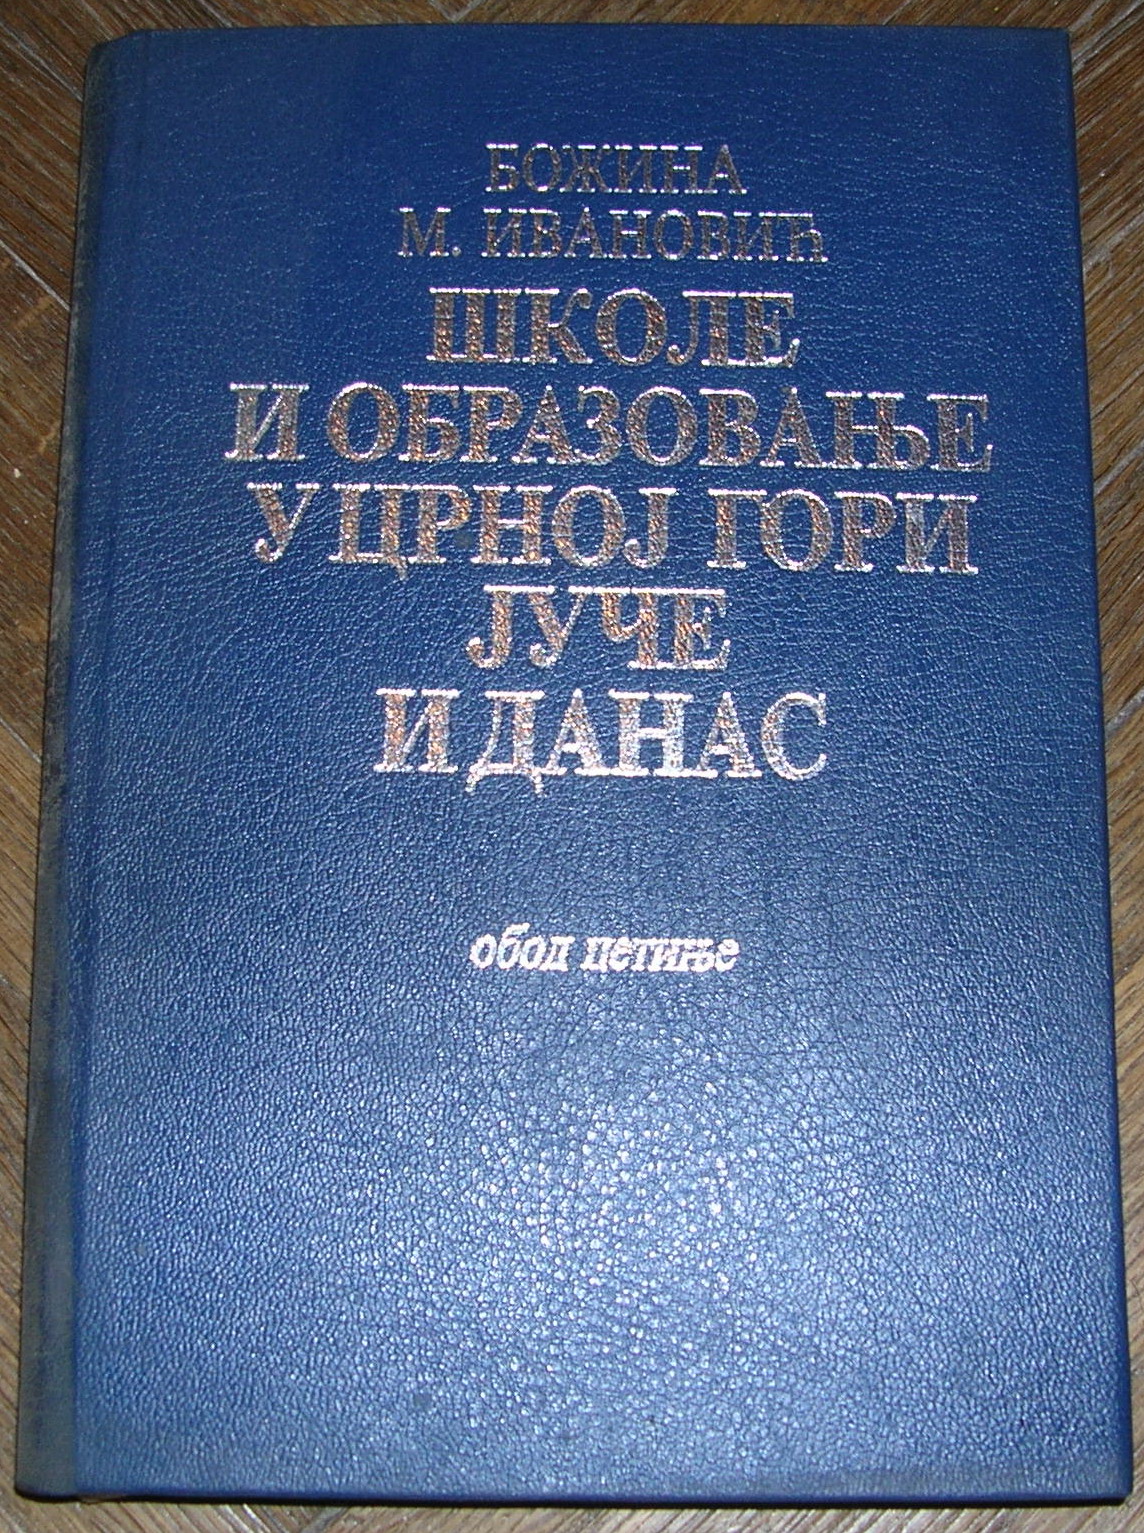 БОЖИНА
М. ИВАНОВИЋ
ШКОЛЕ
И ОБРАЗОВАЊЕ
У ЦРНОЈ ГОРИ
ЈУЧЕ
И ДАНАС
обод цетиње